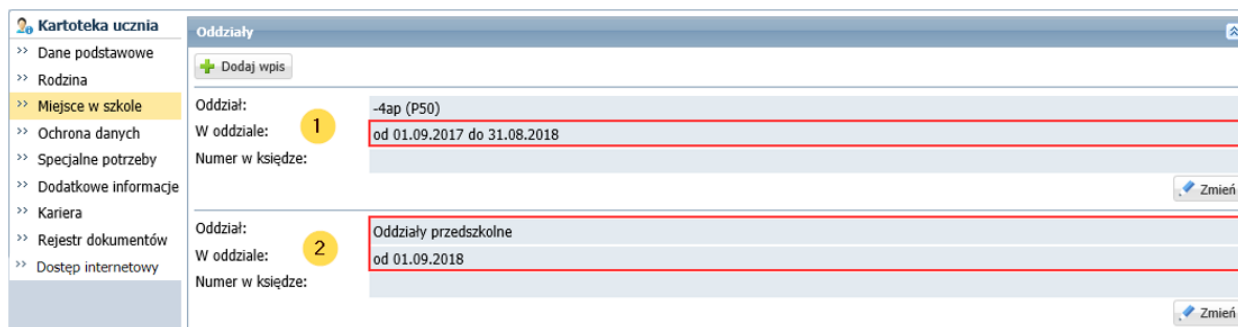 Kartoteka ucznia
>> Dane podstawowe
>> Rodzina
>> Miejsce w szkole
>> Ochrona danych
>> Specjalne potrzeby
>> Dodatkowe informacje
>> Kariera
>> Rejestr dokumentów
>> Dostęp internetowy
Oddziały
Dodaj wpis
Oddział: -4ap (P50)
W oddziale: 1 od 01.09.2017 do 31.08.2018
Numer w księdze:
Zmień
Oddział: Oddziały przedszkolne
W oddziale: 2 od 01.09.2018
Numer w księdze:
Zmień